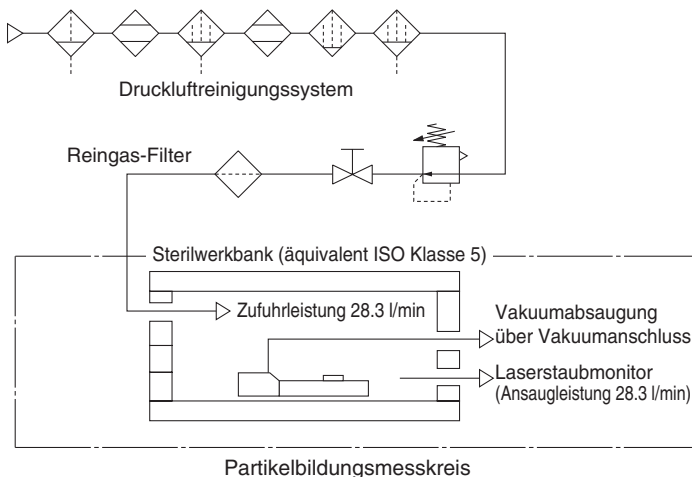 Druckluftreinigungssystem
Reingas-Filter
Sterilwerkbank (äquivalent ISO Klasse 5)
Zufuhrleistung 28.3 l/min
Vakuumabsaugung
über Vakuumanschluss
Laserstaubmonitor
(Ansaugleistung 28.3 l/min)
Partikelbildungsmesskreis